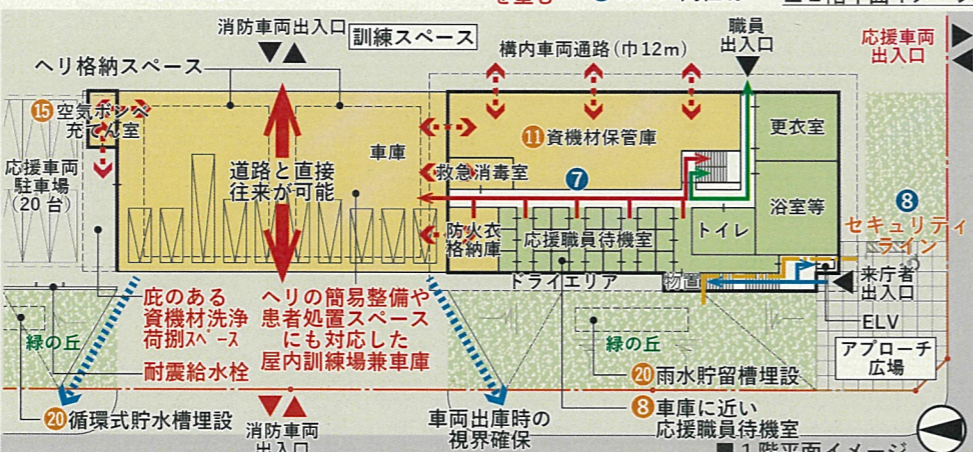 消防車両出入口
訓練スペース
構内車両通路(巾12m)
職員
出入口
応援車両
出入口
ヘリ格納スペース
⑮空気ボンベ
充てん室
車庫
⑪資機材保管庫
更衣室
応援車両
駐車場
(20台)
道路と直接
往来が可能
救急消毒室
⑦
浴室等
⑧
セキュリティ
ライン
防火衣
格納庫
応援職員待機室
トイレ
ドライエリア
物置
来庁者
出入口
ELV
庇のある
資機材洗浄
荷捌スペース
ヘリの簡易整備や
患者処置スペース
にも対応した
屋内訓練場兼車庫
緑の丘
緑の丘
アプローチ
広場
耐震給水栓
⑳雨水貯留槽埋設
⑳循環式貯水槽埋設
消防車両
出入口
車両出庫時の
視界確保
⑧車庫に近い
応援職員待機室
■1階平面イメージ